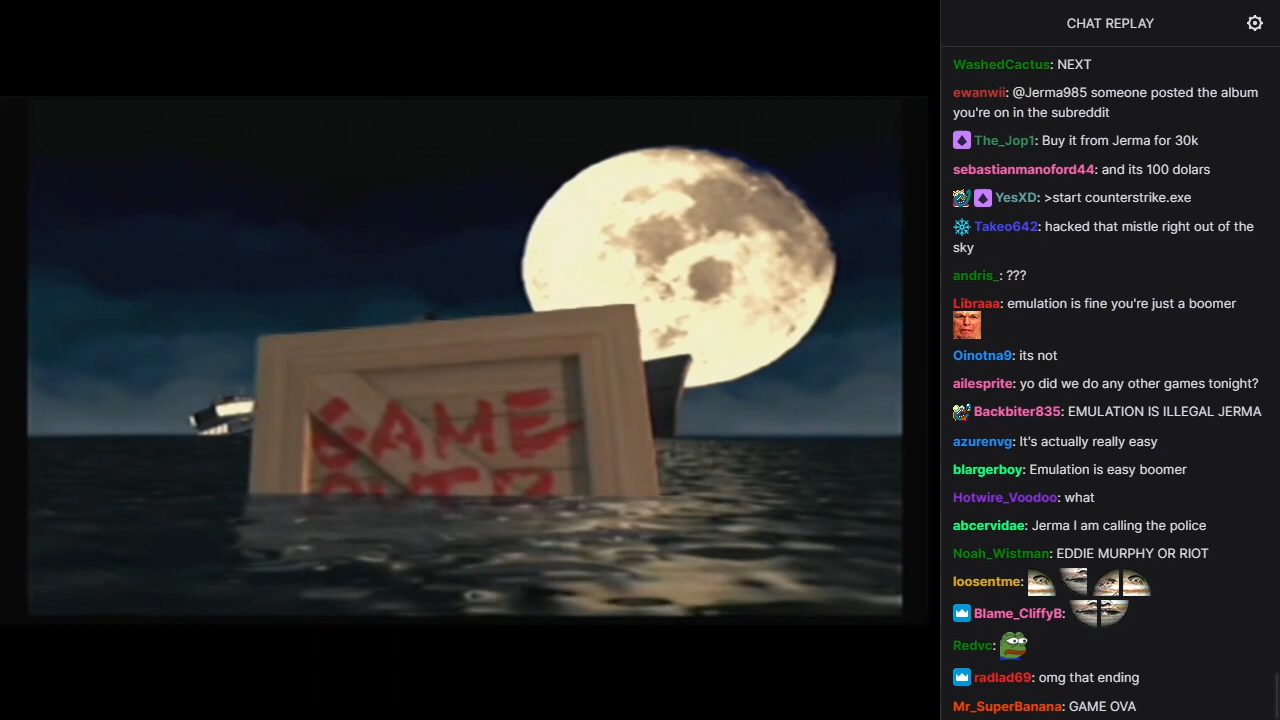 GAME
OVER
CHAT REPLAY
WashedCactus: NEXT
ewanwii: @Jerma985 someone posted the album
you're on in the subreddit
The_Jop1: Buy it from Jerma for 30k
sebastianmanoford44: and its 100 dolars
YesXD: >start counterstrike.exe
Takeo642: hacked that mistle right out of the
sky
andris_: ???
Libraaa: emulation is fine you're just a boomer
Oinotna9: its not
ailesprite: yo did we do any other games tonight?
Backbiter835: EMULATION IS ILLEGAL JERMA
azurenvg: It's actually really easy
blargerboy: Emulation is easy boomer
Hotwire_Voodoo: what
abcervidae: Jerma I am calling the police
Noah_Wistman: EDDIE MURPHY OR RIOT
loosentme:
Blame_CliffyB:
Redvc:
radlad69: omg that ending
Mr_SuperBanana: GAME OVA